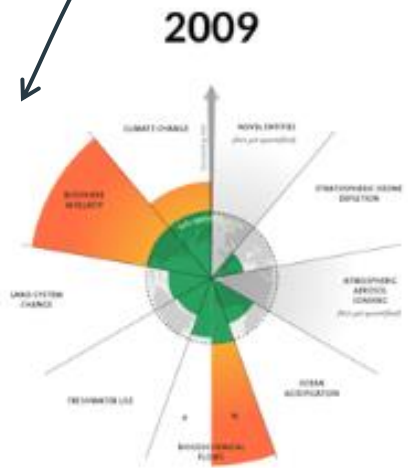 2009
CLIMATE CHANGE
NOVEL ENTITIES
(Not yet quantified)
STRATOSPHERIC OZONE
DEPLETION
BIOSPHERE
INTEGRITY
ATMOSPHERIC
AEROSOL
LOADING
(Not yet quantified)
LAND-SYSTEM
CHANGE
OCEAN
ACIDIFICATION
FRESHWATER USE
P
N
BIOGEOCHEMICAL
FLOWS